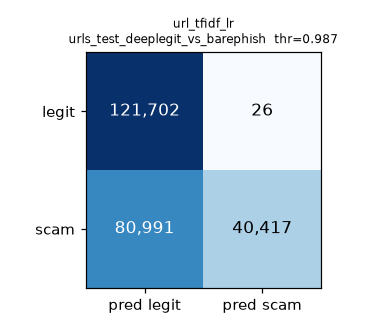 url_tfidf_lr
urls_test_deeplegit_vs_barephish  thr=0.987
legit
121,702
26
scam
80,991
40,417
pred legit
pred scam